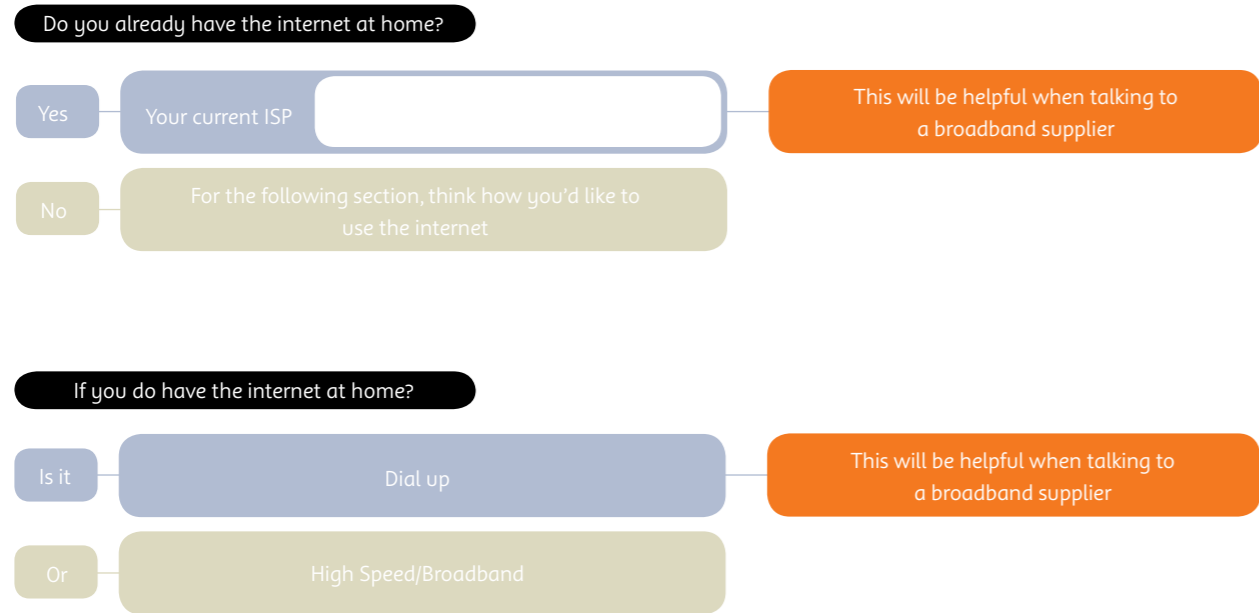 Do you already have the internet at home?
Yes
Your current ISP
This will be helpful when talking to
a broadband supplier
No
For the following section, think how you'd like to
use the internet
If you do have the internet at home?
Is it
Dial up
This will be helpful when talking to
a broadband supplier
Or
High Speed/Broadband